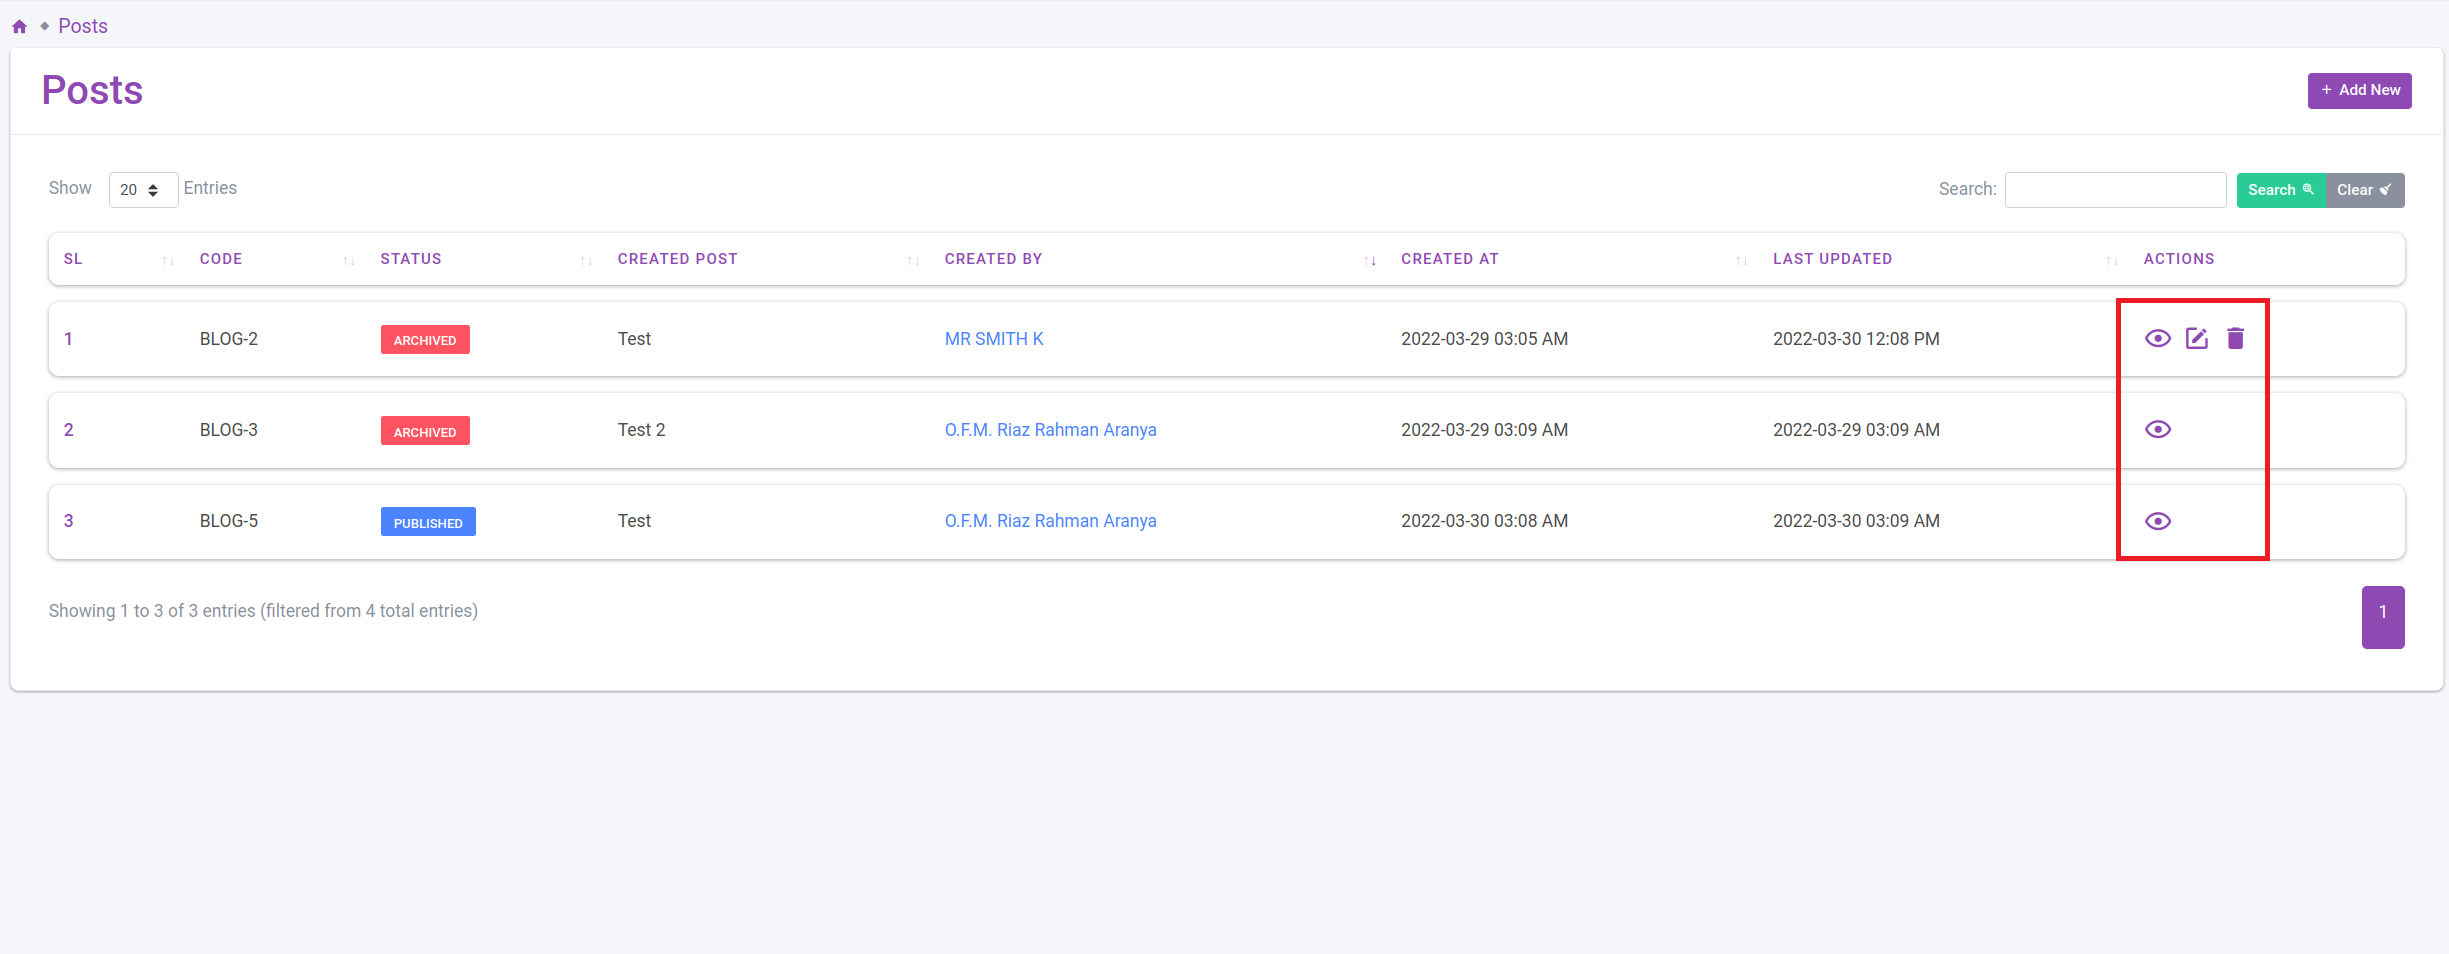 Posts
Posts
+ Add New
Show 20 Entries
Search: Search Clear
SL CODE STATUS CREATED POST CREATED BY CREATED AT LAST UPDATED ACTIONS
1 BLOG-2 ARCHIVED Test MR SMITH K 2022-03-29 03:05 AM 2022-03-30 12:08 PM
2 BLOG-3 ARCHIVED Test 2 O.F.M. Riaz Rahman Aranya 2022-03-29 03:09 AM 2022-03-29 03:09 AM
3 BLOG-5 PUBLISHED Test O.F.M. Riaz Rahman Aranya 2022-03-30 03:08 AM 2022-03-30 03:09 AM
Showing 1 to 3 of 3 entries (filtered from 4 total entries)
1